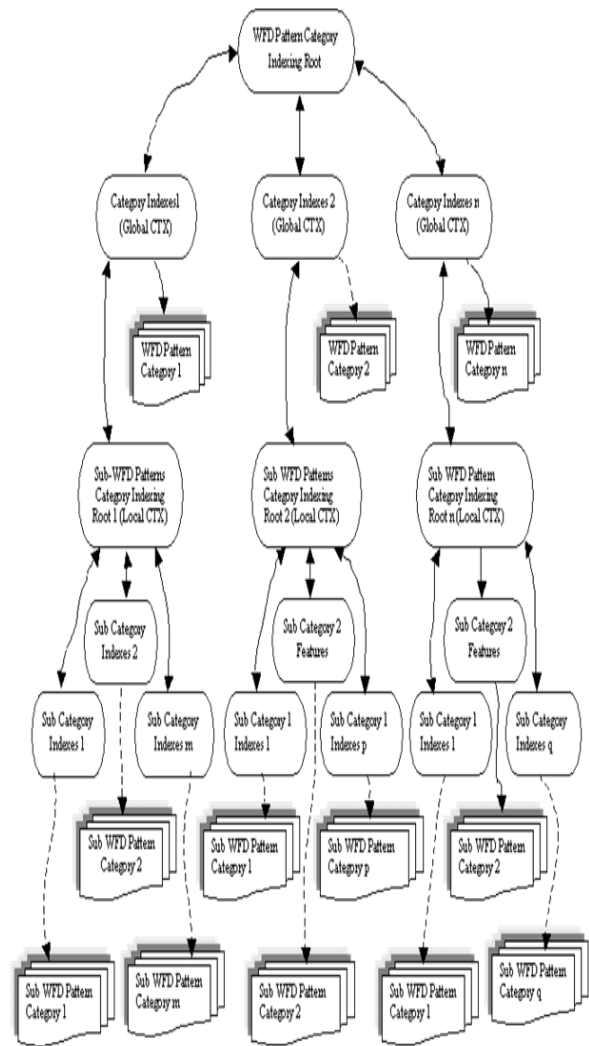 WFD Pattern Category
Indexing Root
Category Indexes1
(Global CTX)
Category Indexes 2
(Global CTX)
Category Indexes n
(Global CTX)
WFD Pattern
Category 1
WFD Pattern
Category 2
WFD Pattern
Category n
Sub-WFD Patterns
Category Indexing
Root 1 (Local CTX)
Sub WFD Patterns
Category Indexing
Root 2 (Local CTX)
Sub WFD Pattern
Category Indexing
Root n (Local CTX)
Sub Category
Indexes 2
Sub Category 2
Features
Sub Category 2
Features
Sub Category
Indexes 1
Sub Category
Indexes m
Sub Category 1
Indexes 1
Sub Category 1
Indexes p
Sub Category 1
Indexes 1
Sub Category
Indexes q
Sub WFD Pattern
Category 2
Sub WFD Pattern
Category 1
Sub WFD Pattern
Category p
Sub WFD Pattern
Category 2
Sub WFD Pattern
Category 1
Sub WFD Pattern
Category m
Sub WFD Pattern
Category 2
Sub WFD Pattern
Category 1
Sub WFD Pattern
Category q